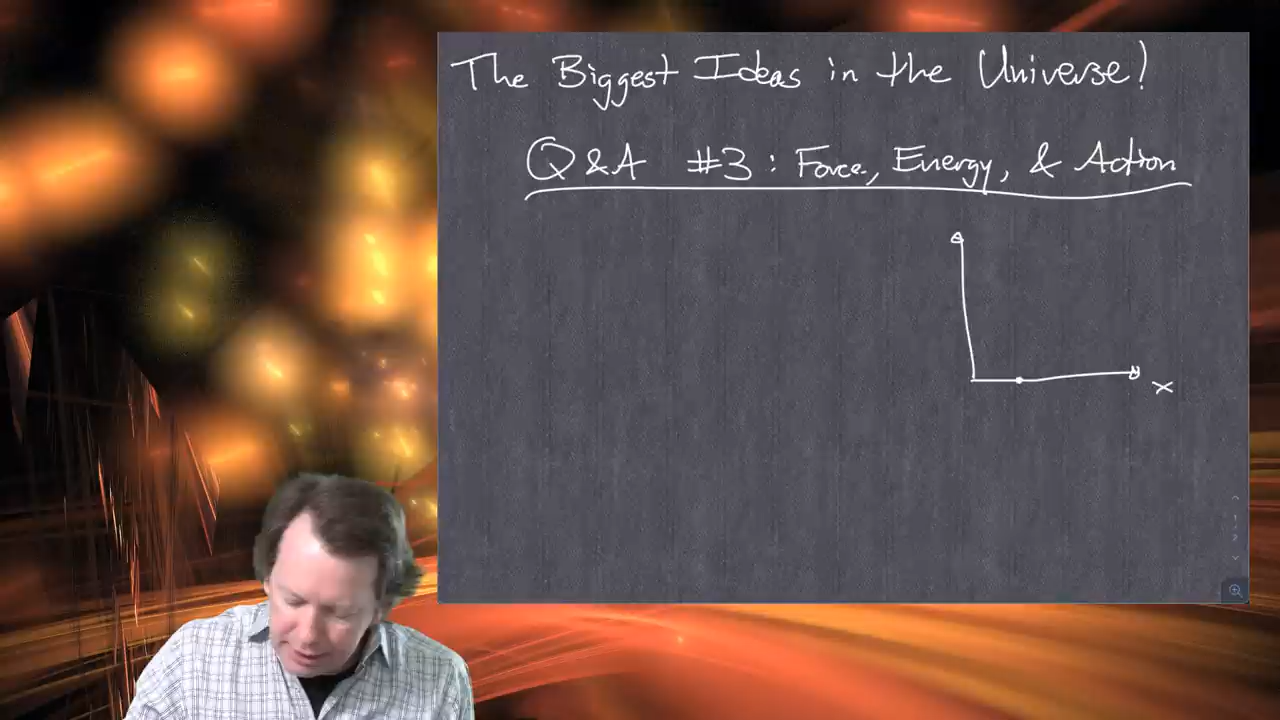 The Biggest Ideas in the Universe!
Q&A #3: Force, Energy, & Action
x